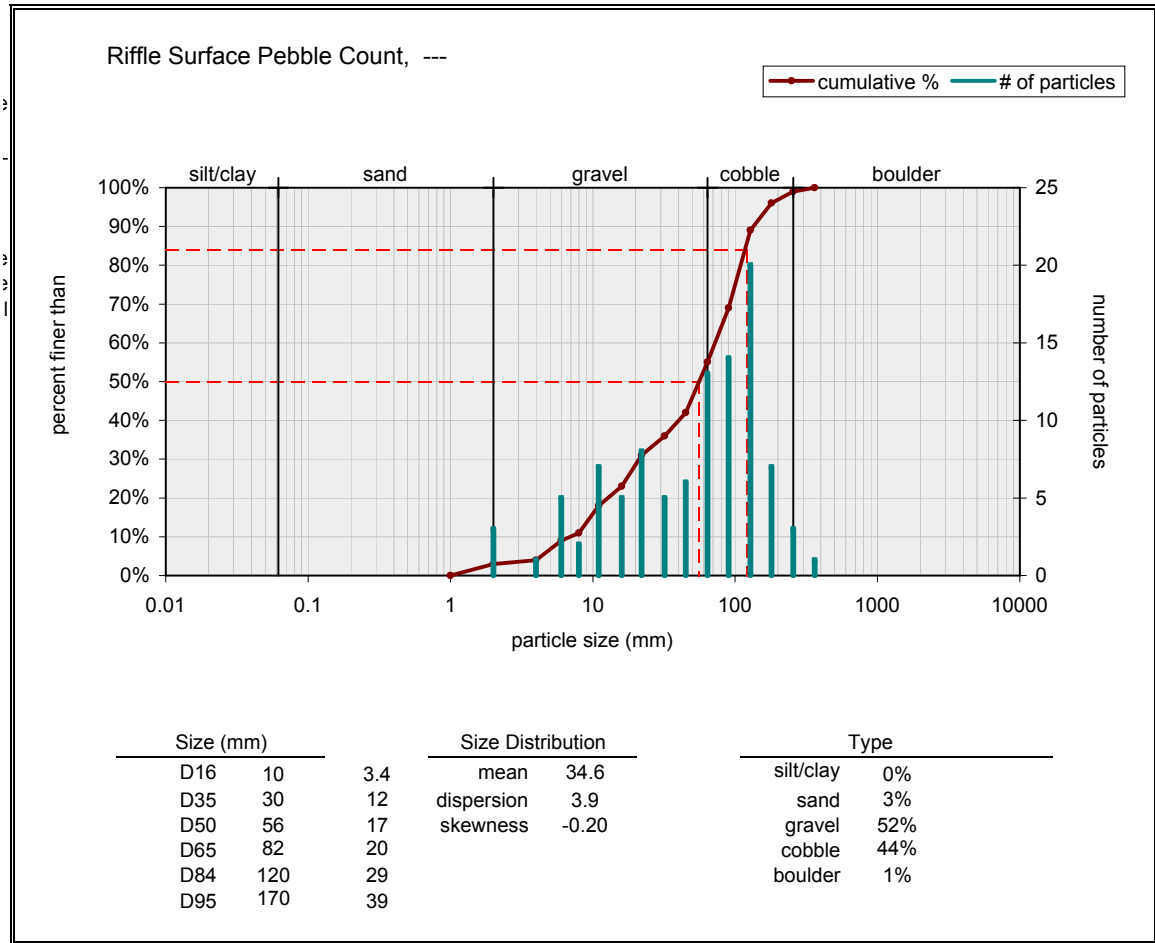 Riffle Surface Pebble Count, ---
cumulative % # of particles
silt/clay sand gravel cobble boulder
100% 25
90%
80% 20
70%
60% 15
50%
40% 10
30%
20% 5
10%
0% 0
0.01 0.1 1 10 100 1000 10000
percent finer than
number of particles
particle size (mm)
Size (mm) Size Distribution Type
D16 10 3.4 mean 34.6 silt/clay 0%
D35 30 12 dispersion 3.9 sand 3%
D50 56 17 skewness -0.20 gravel 52%
D65 82 20 cobble 44%
D84 120 29 boulder 1%
D95 170 39